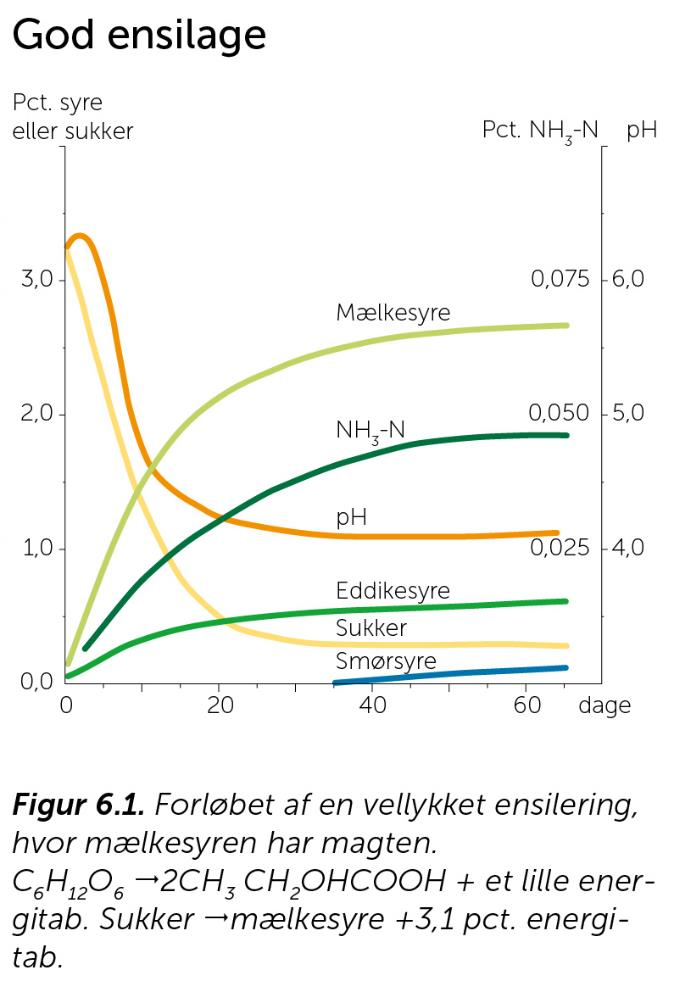 God ensilage
Pct. syre
eller sukker
Pct. NH₃-N pH
3,0
0,075 6,0
Mælkesyre
2,0
0,050 5,0
NH₃-N
pH
1,0
0,025 4,0
Eddikesyre
Sukker
Smørsyre
0,0
0 20 40 60 dage
Figur 6.1. Forløbet af en vellykket ensilering,
hvor mælkesyren har magten.
C₆H₁₂O₆ →2CH₃ CH₂OHCOOH + et lille ener-
gitab. Sukker →mælkesyre +3,1 pct. energi-
tab.